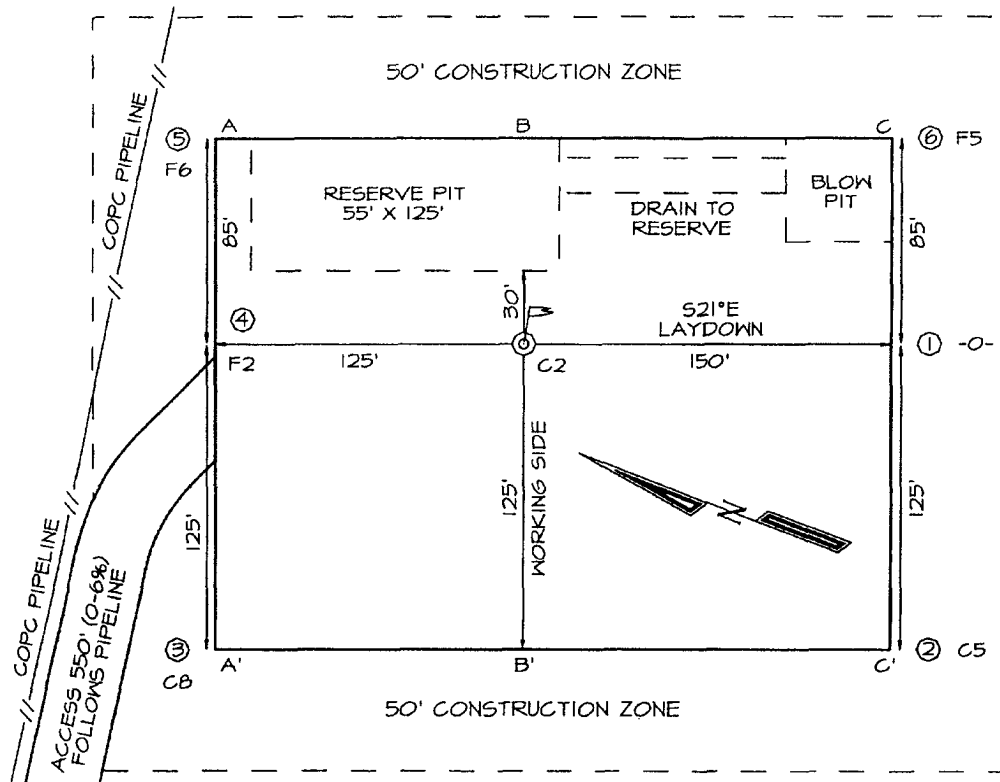 50' CONSTRUCTION ZONE
COPC PIPELINE
A
B
C
5
F6
6 F5
RESERVE PIT
55' X 125'
DRAIN TO
RESERVE
BLOW
PIT
85'
85'
30'
S21°E
LAYDOWN
4
F2
125'
C2
150'
1 -0-
125'
125'
WORKING SIDE
125'
N
COPC PIPELINE
ACCESS 550' (0-6%)
FOLLOWS PIPELINE
3
C8
A'
B'
C'
2 C5
50' CONSTRUCTION ZONE